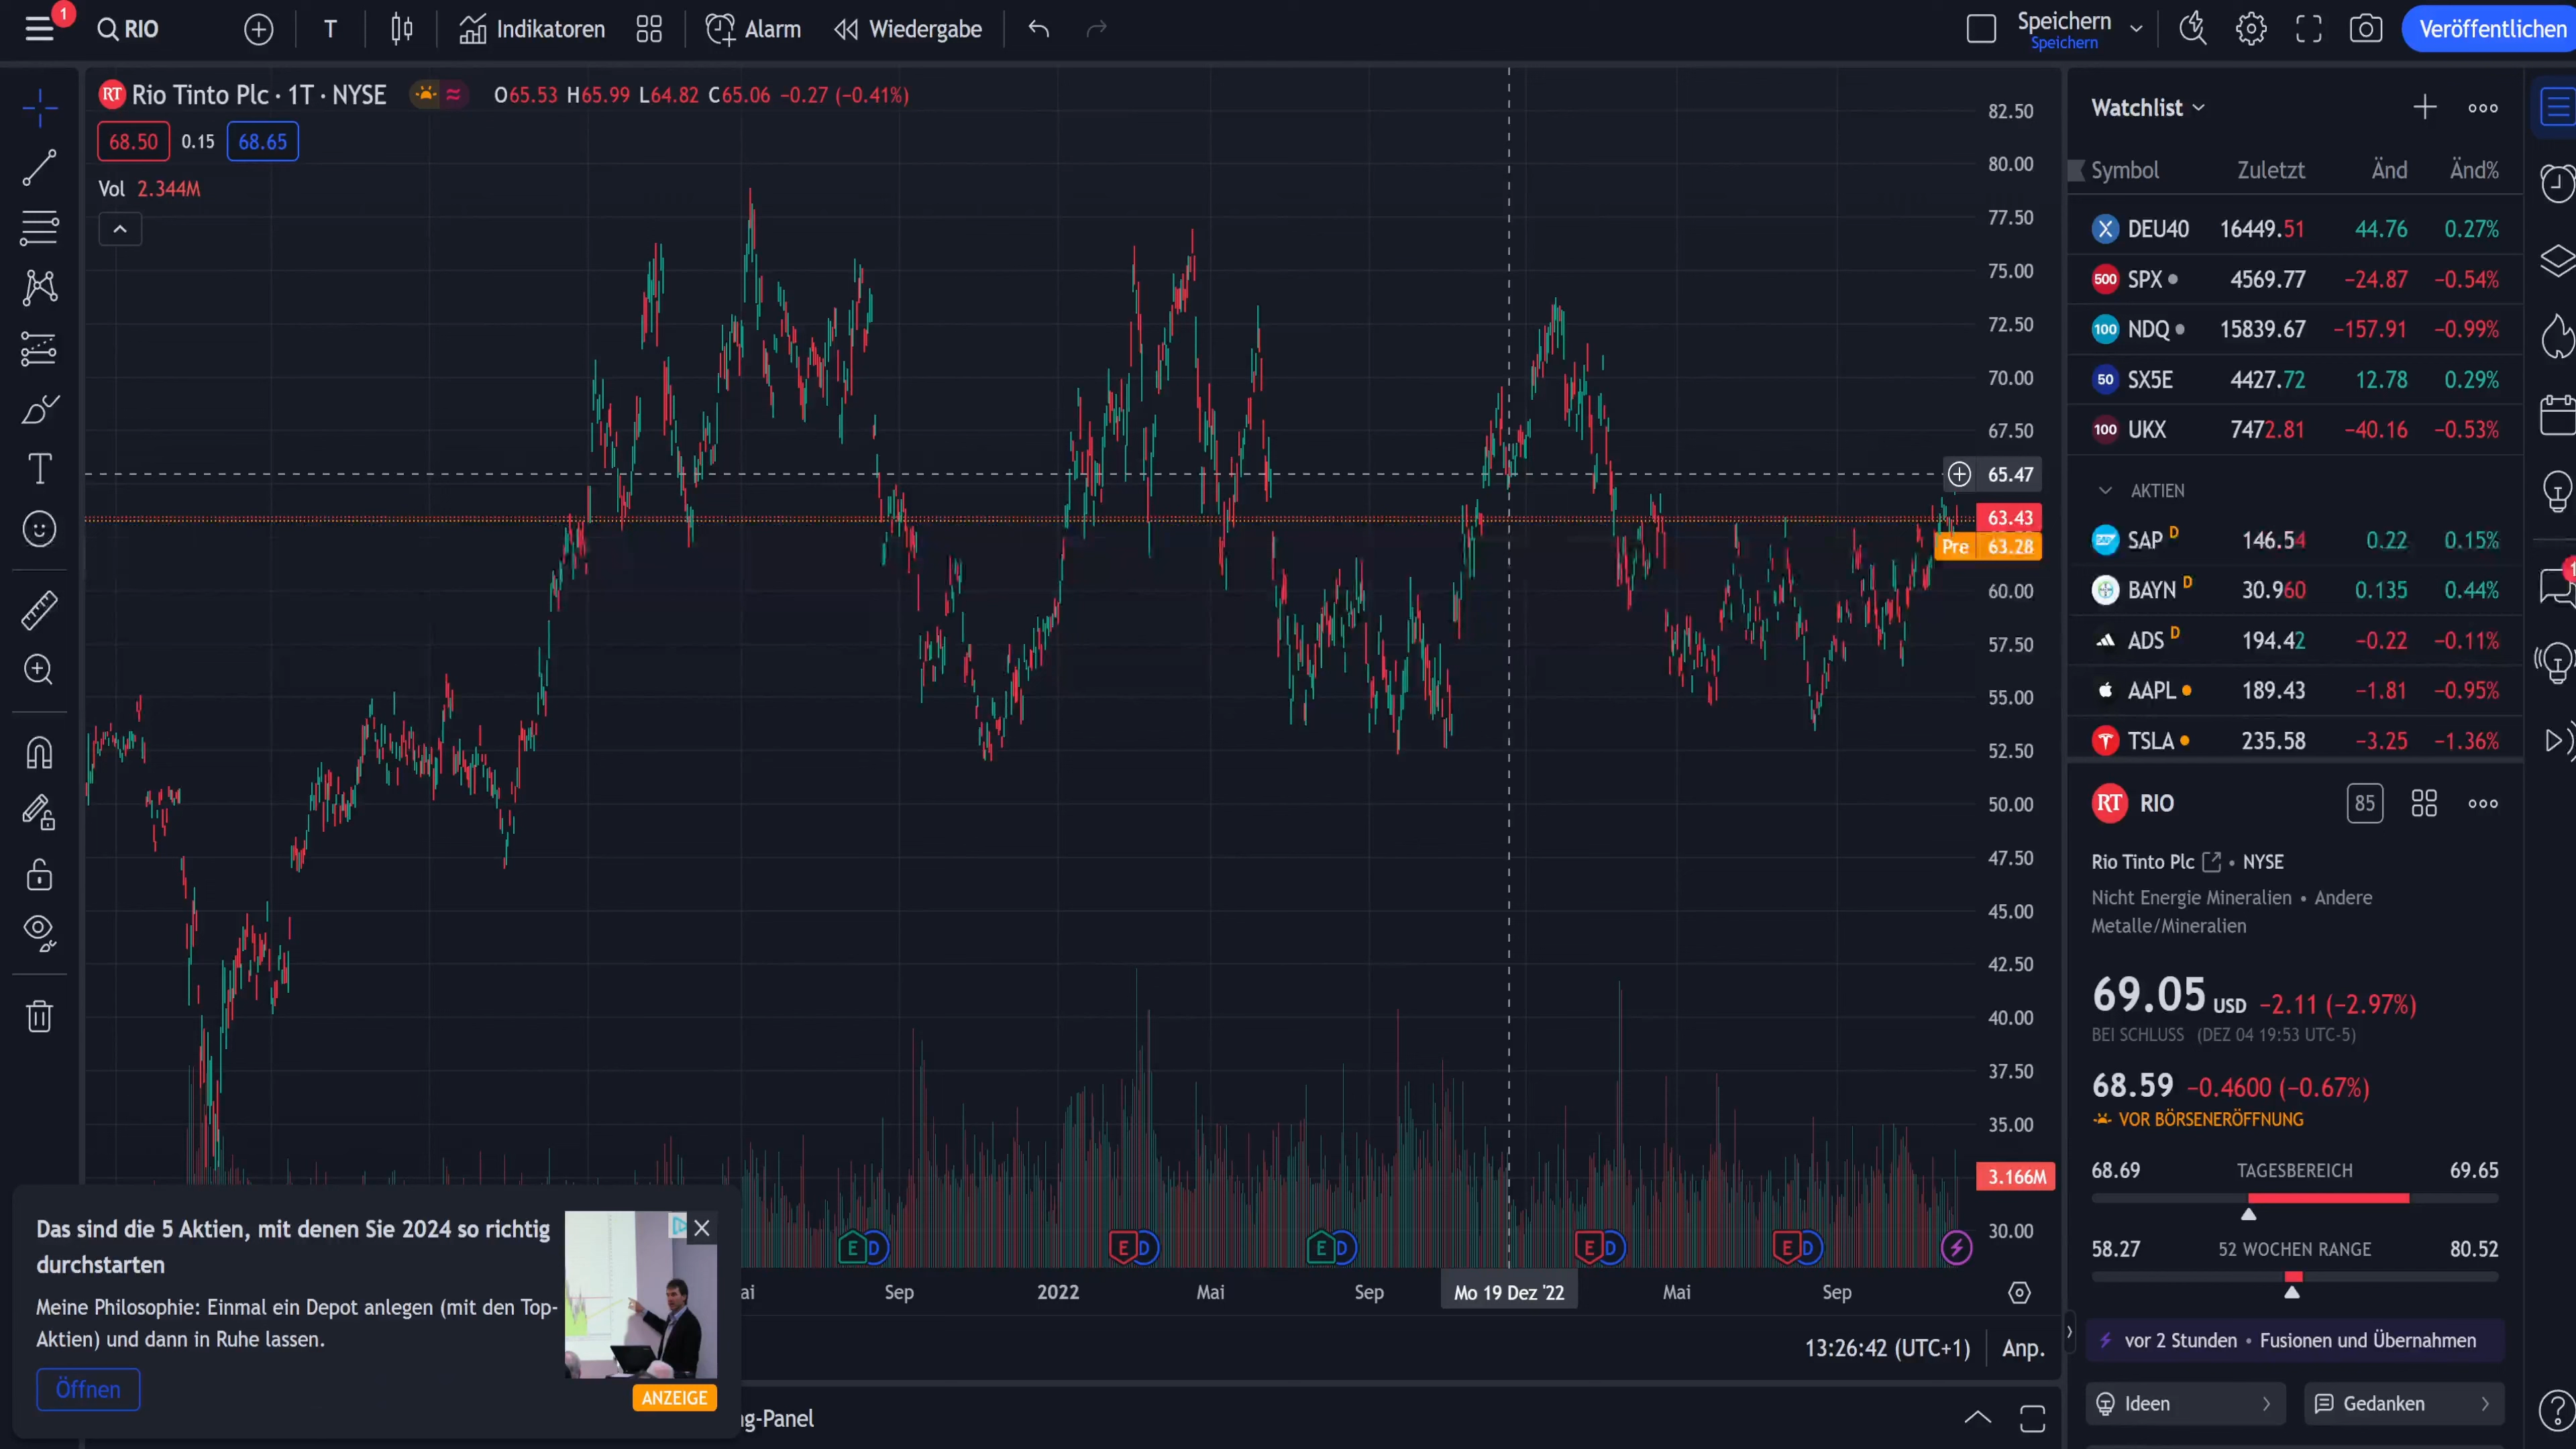 1
RIO
T
Indikatoren
Alarm
Wiedergabe
Speichern
Speichern
Veröffentlichen
RT Rio Tinto Plc · 1T · NYSE
O65.53 H65.99 L64.82 C65.06 −0.27 (−0.41%)
68.50 0.15 68.65
Vol 2.344M
82.50
80.00
77.50
75.00
72.50
70.00
67.50
65.47
63.43
Pre 63.28
60.00
57.50
55.00
52.50
50.00
47.50
45.00
42.50
40.00
37.50
35.00
3.166M
30.00
E D E D E D E D E D
ai Sep 2022 Mai Sep Mo 19 Dez '22 Mai Sep
13:26:42 (UTC+1) Anp.
g-Panel
Das sind die 5 Aktien, mit denen Sie 2024 so richtig
durchstarten
Meine Philosophie: Einmal ein Depot anlegen (mit den Top-
Aktien) und dann in Ruhe lassen.
Öffnen
ANZEIGE
Watchlist
Symbol Zuletzt Änd Änd%
X DEU40 16449.51 44.76 0.27%
500 SPX 4569.77 −24.87 −0.54%
100 NDQ 15839.67 −157.91 −0.99%
50 SX5E 4427.72 12.78 0.29%
100 UKX 7472.81 −40.16 −0.53%
AKTIEN
SAP D 146.54 0.22 0.15%
BAYN D 30.960 0.135 0.44%
ADS D 194.42 −0.22 −0.11%
AAPL 189.43 −1.81 −0.95%
TSLA 235.58 −3.25 −1.36%
RT RIO 85
Rio Tinto Plc • NYSE
Nicht Energie Mineralien • Andere
Metalle/Mineralien
69.05 USD −2.11 (−2.97%)
BEI SCHLUSS (DEZ 04 19:53 UTC-5)
68.59 −0.4600 (−0.67%)
VOR BÖRSENERÖFFNUNG
68.69 TAGESBEREICH 69.65
58.27 52 WOCHEN RANGE 80.52
vor 2 Stunden • Fusionen und Übernahmen
Ideen
Gedanken